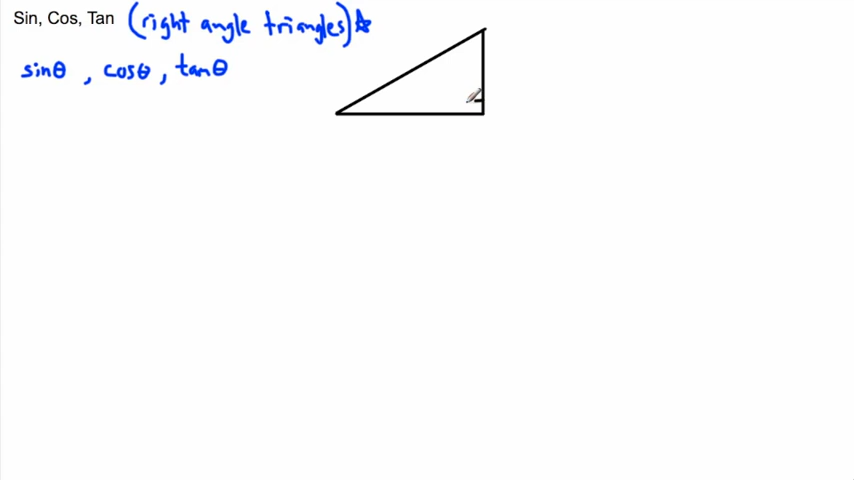 Sin, Cos, Tan (right angle triangles)☆
sinθ , cosθ , tanθ